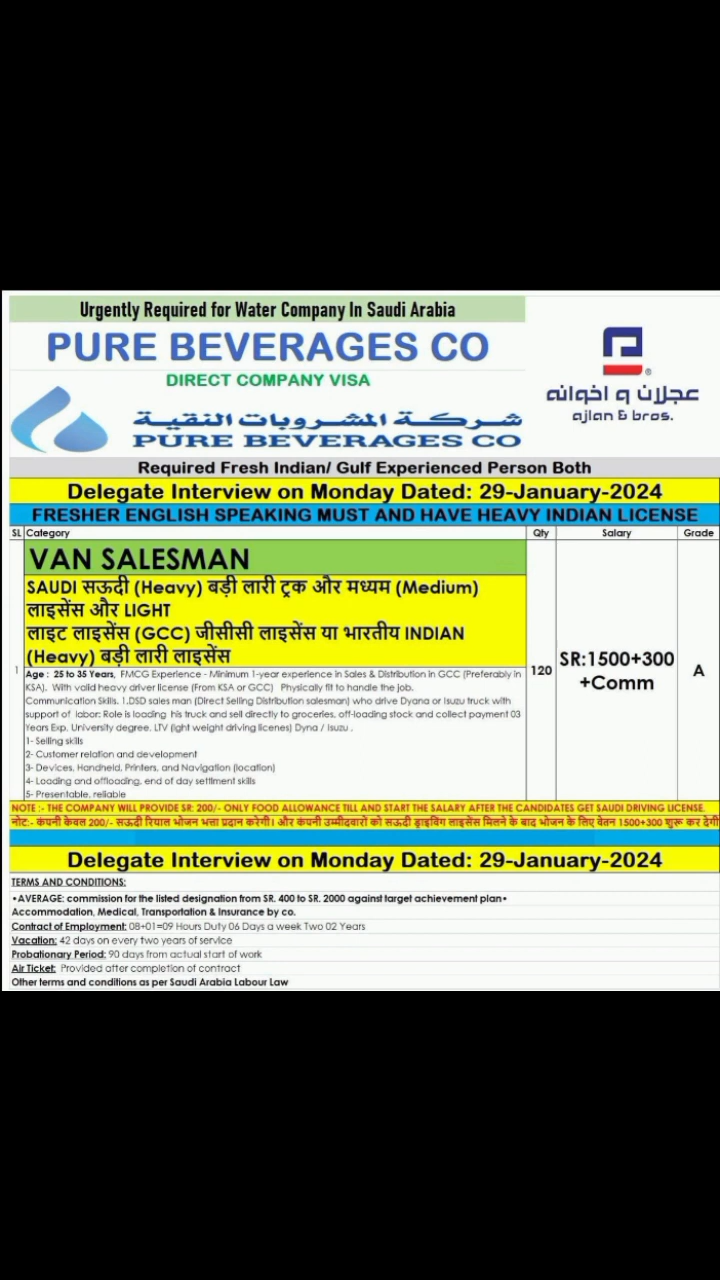 Urgently Required for Water Company In Saudi Arabia
PURE BEVERAGES CO
DIRECT COMPANY VISA
شركة المشروبات النقية
PURE BEVERAGES CO
عجلان و اخوانه
ajlan & bros.
Required Fresh Indian/ Gulf Experienced Person Both
Delegate Interview on Monday Dated: 29-January-2024
FRESHER ENGLISH SPEAKING MUST AND HAVE HEAVY INDIAN LICENSE
SL Category Qty Salary Grade
VAN SALESMAN
SAUDI सऊदी (Heavy) बड़ी लारी ट्रक और मध्यम (Medium)
लाइसेंस और LIGHT
लाइट लाइसेंस (GCC) जीसीसी लाइसेंस या भारतीय INDIAN
(Heavy) बड़ी लारी लाइसेंस
1
Age : 25 to 35 Years, FMCG Experience - Minimum 1-year experience in Sales & Distribution in GCC (Preferably in
KSA). With valid heavy driver license (From KSA or GCC) Physically fit to handle the job.
Communication Skills. 1.DSD sales man (Direct Selling Distribution salesman) who drive Dyana or Isuzu truck with
support of labor: Role is loading his truck and sell directly to groceries, off-loading stock and collect payment 03
Years Exp. University degree. LTV (ight weight driving licenes) Dyna / Isuzu .
1- Selling skills
2- Customer relation and development
3- Devices, Handheld, Printers, and Navigation (location)
4- Loading and offloading, end of day settlment skills
5- Presentable, reliable
120
SR:1500+300
+Comm
A
NOTE :- THE COMPANY WILL PROVIDE SR: 200/- ONLY FOOD ALLOWANCE TILL AND START THE SALARY AFTER THE CANDIDATES GET SAUDI DRIVING LICENSE.
नोट:- कंपनी केवल 200/- सऊदी रियाल भोजन भत्ता प्रदान करेगी। और कंपनी उम्मीदवारों को सऊदी ड्राइविंग लाइसेंस मिलने के बाद भोजन के लिए वेतन 1500+300 शुरू कर देगी
Delegate Interview on Monday Dated: 29-January-2024
TERMS AND CONDITIONS:
•AVERAGE: commission for the listed designation from SR. 400 to SR. 2000 against target achievement plan•
Accommodation, Medical, Transportation & Insurance by co.
Contract of Employment: 08+01=09 Hours Duty 06 Days a week Two 02 Years
Vacation: 42 days on every two years of service
Probationary Period: 90 days from actual start of work
Air Ticket: Provided after completion of contract
Other terms and conditions as per Saudi Arabia Labour Law